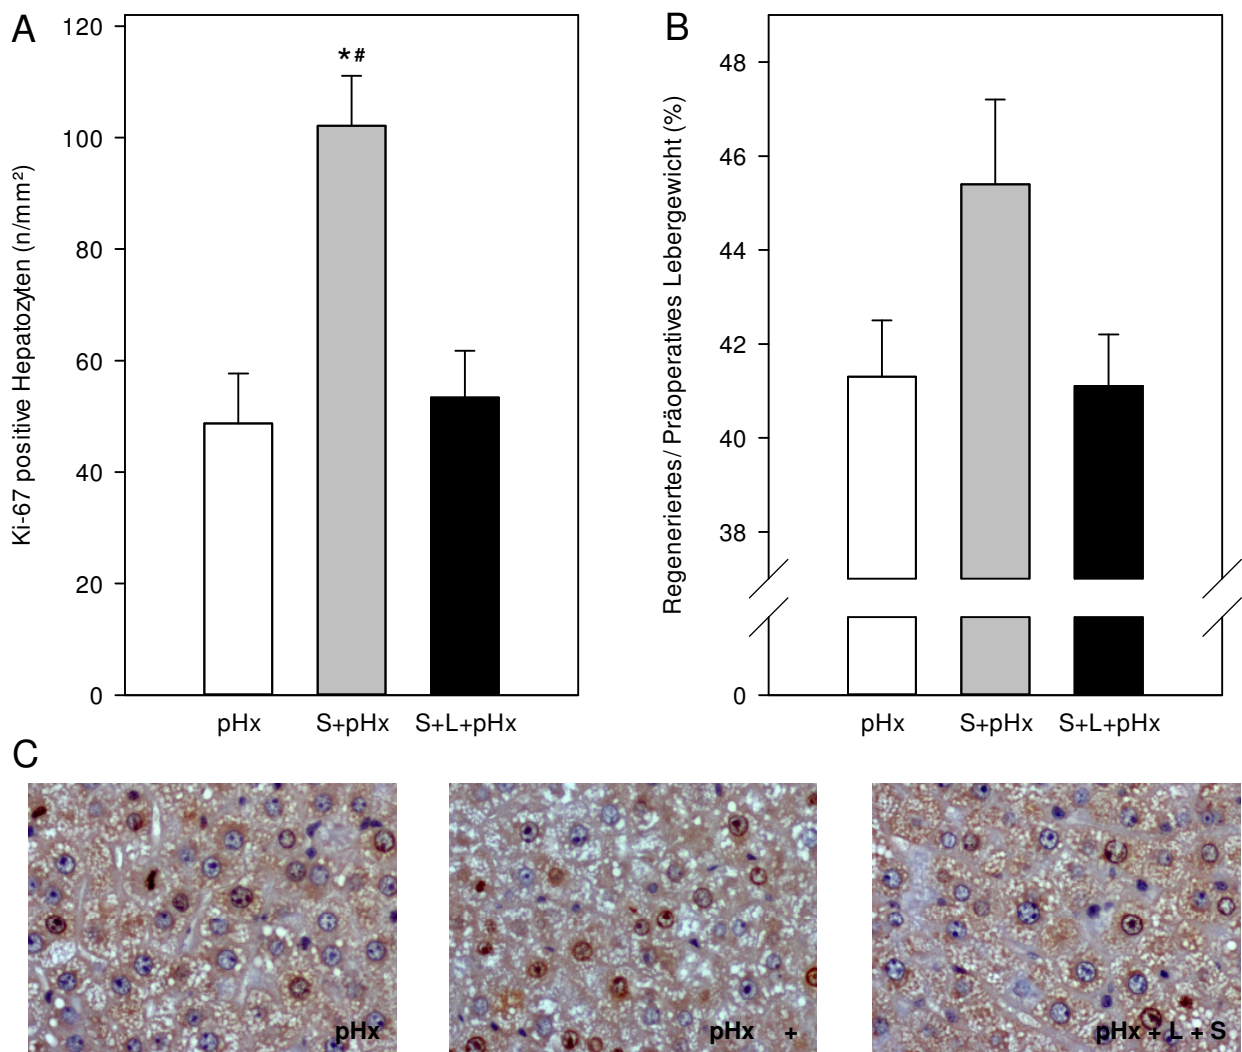 A
120
100
80
60
40
20
0
Ki-67 positive Hepatozyten (n/mm²)
*#
pHx
S+pHx
S+L+pHx
B
48
46
44
42
40
38
0
Regeneriertes/ Präoperatives Lebergewicht (%)
pHx
S+pHx
S+L+pHx
C
pHx
pHx +
pHx + L + S